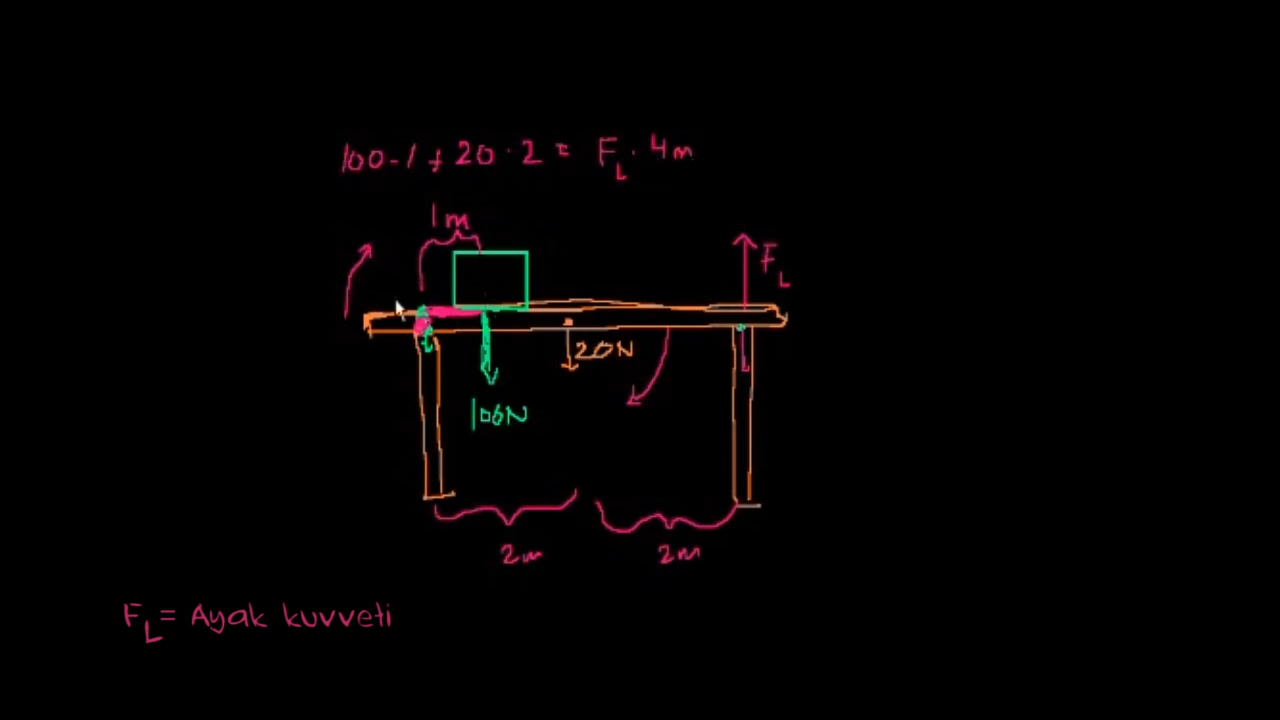 100-1 + 20 · 2 = F_L · 4m
1m
F_L
20N
100N
2m
2m
F_L = Ayak kuvveti